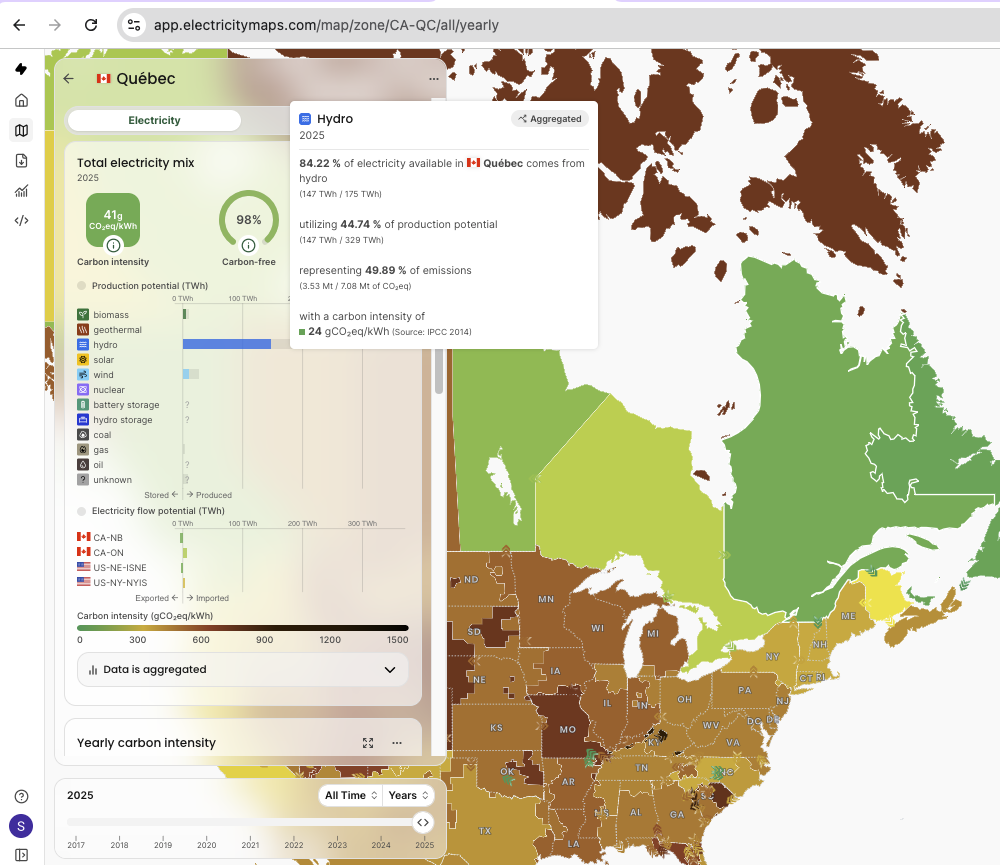 app.electricitymaps.com/map/zone/CA-QC/all/yearly
Québec
Electricity
Total electricity mix
2025
41g
CO₂eq/kWh
98%
Carbon intensity
Carbon-free
Production potential (TWh)
0 TWh
100 TWh
biomass
geothermal
hydro
solar
wind
nuclear
battery storage
?
hydro storage
?
coal
gas
oil
?
unknown
?
Stored ← → Produced
Electricity flow potential (TWh)
0 TWh
100 TWh
200 TWh
300 TWh
CA-NB
CA-ON
US-NE-ISNE
US-NY-NYIS
Exported ← → Imported
Carbon intensity (gCO₂eq/kWh)
0
300
600
900
1200
1500
Data is aggregated
Yearly carbon intensity
Hydro
Aggregated
2025
84.22 % of electricity available in Québec comes from
hydro
(147 TWh / 175 TWh)
utilizing 44.74 % of production potential
(147 TWh / 329 TWh)
representing 49.89 % of emissions
(3.53 Mt / 7.08 Mt of CO₂eq)
with a carbon intensity of
24 gCO₂eq/kWh (Source: IPCC 2014)
2025
All Time
Years
2017
2018
2019
2020
2021
2022
2023
2024
2025
S
ND
MN
SD
WI
MI
ME
NH
NY
CT
RI
NE
IA
IL
IN
OH
PA
NJ
KS
MO
WV
DC
VA
KY
OK
AR
TN
NC
TX
AL
GA
LA